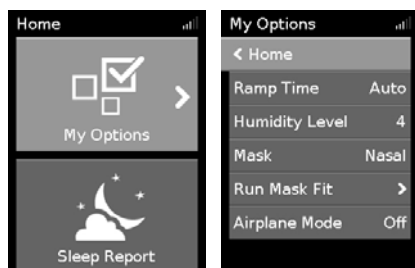 Home
My Options
Sleep Report
My Options
< Home
Ramp Time Auto
Humidity Level 4
Mask Nasal
Run Mask Fit >
Airplane Mode Off